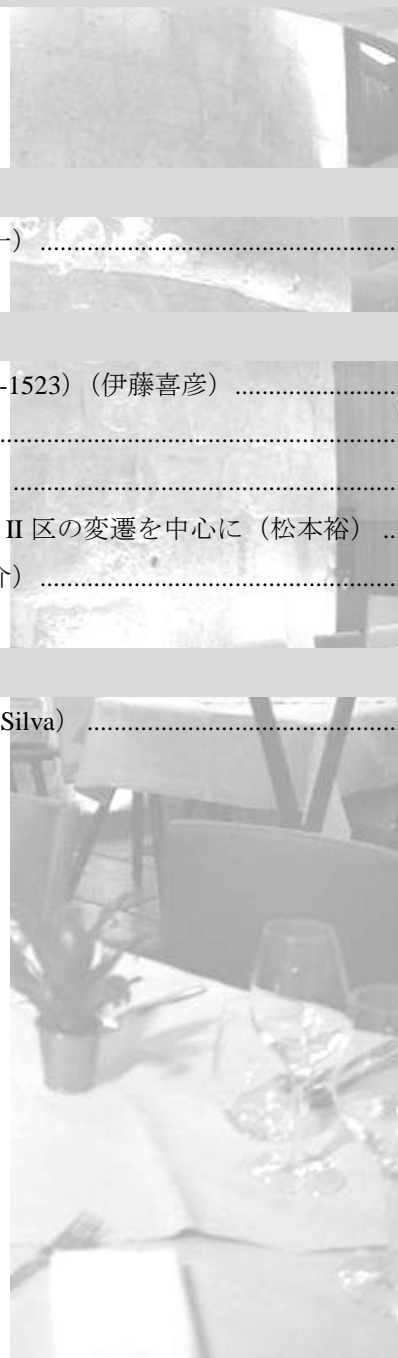 一） ........................................................
-1523)（伊藤喜彦） ........................
........................................................
........................................................
II 区の変遷を中心に（松本裕） ...
介） ........................................................
Silva） ................................................